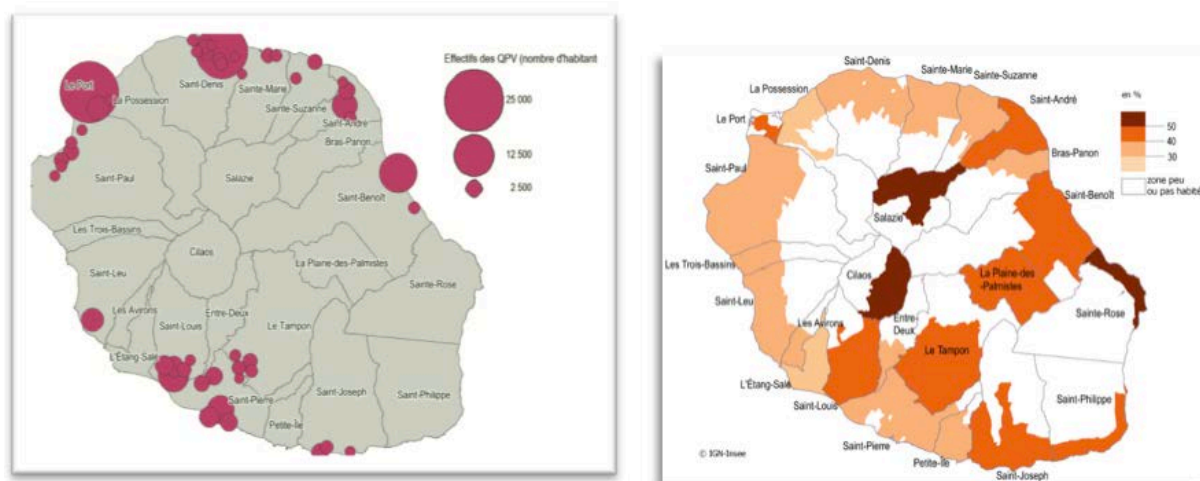 Effectifs des QPV (nombre d'habitant
25 000
12.500
2.500
Le Port
La Possession
Saint-Denis
Sainte-Marie
Sainte-Suzanne
Saint-André
Bras-Panon
Saint-Paul
Salazie
Saint-Benoît
Les Trois-Bassins
Cilaos
La Plaine-des-Palmistes
Sainte-Rose
Saint-Leu
Les Avirons
Saint-Louis
Entre-Deux
Le Tampon
L'Étang-Salé
Saint-Pierre
Saint-Joseph
Saint-Philippe
Petite-Île
Saint-Denis
Sainte-Marie
Sainte-Suzanne
La Possession
Saint-André
Le Port
en %
50
40
30
zone peu
ou pas habité
Bras-Panon
Saint-Paul
Saint-Benoît
Salazie
Les Trois-Bassins
Cilaos
La Plaine-des
-Palmistes
Saint-Leu
Sainte-Rose
Les Avirons
Entre-
Deux
Le Tampon
L'Étang-Salé
Saint-Louis
Saint-Philippe
Saint-Pierre
© IGN-Insee
Petite-Île
Saint-Joseph